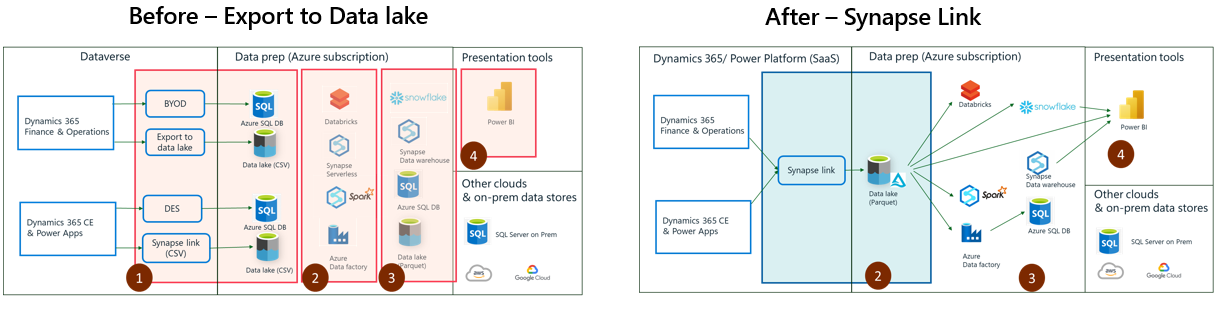 Before – Export to Data lake
Dataverse
Data prep (Azure subscription)
Presentation tools
Dynamics 365
Finance & Operations
BYOD
SQL
Azure SQL DB
Export to
data lake
Data lake (CSV)
Dynamics 365 CE
& Power Apps
DES
SQL
Azure SQL DB
Synapse link
(CSV)
Data lake (CSV)
1
Databricks
Synapse
Serverless
Spark
Azure
Data factory
2
snowflake
Synapse
Data warehouse
SQL
Azure SQL DB
Data lake
(Parquet)
3
Power BI
4
Other clouds
& on-prem data stores
SQL
SQL Server on Prem
aws
Google Cloud
After – Synapse Link
Dynamics 365/ Power Platform (SaaS)
Data prep (Azure subscription)
Presentation tools
Dynamics 365
Finance & Operations
Dynamics 365 CE
& Power Apps
Synapse link
Data lake
(Parquet)
2
Databricks
snowflake
Spark
Azure
Data factory
Synapse
Data warehouse
SQL
Azure SQL DB
3
Power BI
4
Other clouds
& on-prem data stores
SQL
SQL Server on Prem
aws
Google Cloud